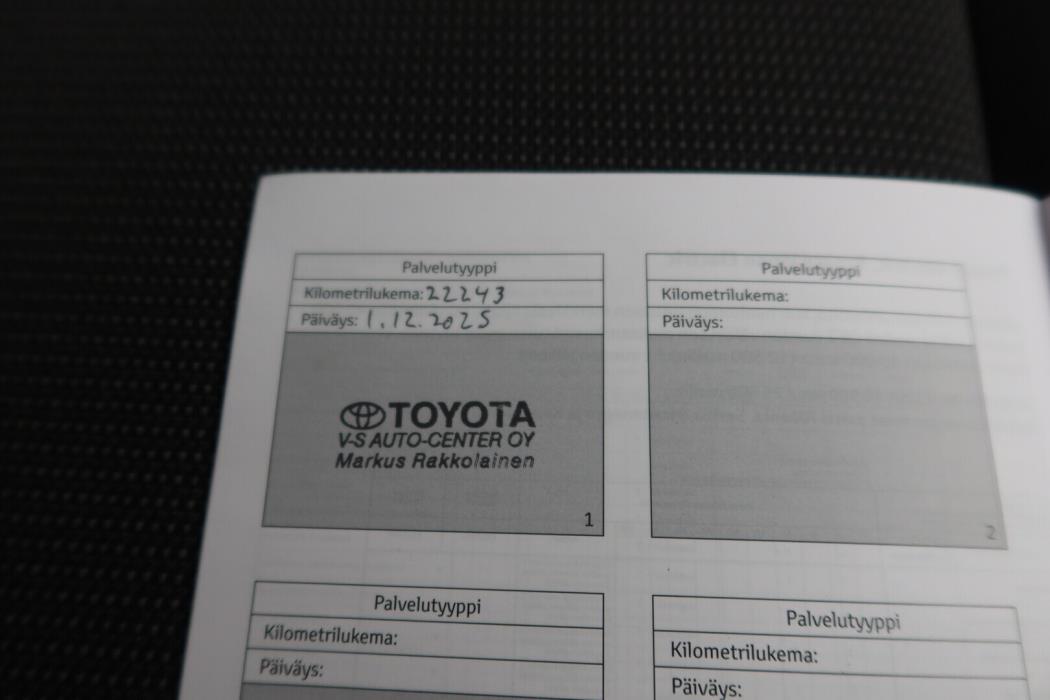 Palvelutyyppi
Kilometrilukema: 22243
Päiväys: 1.12.2025
TOYOTA
V-S AUTO-CENTER OY
Markus Rakkolainen
1
Palvelutyyppi
Kilometrilukema:
Päiväys:
2
Palvelutyyppi
Kilometrilukema:
Päiväys:
Palvelutyyppi
Kilometrilukema:
Päiväys: